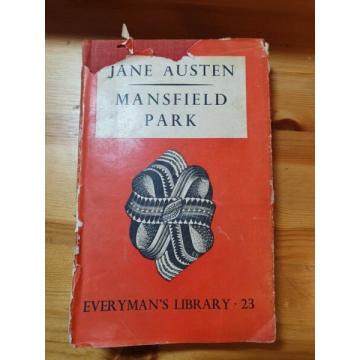 JANE AUSTEN
MANSFIELD
PARK
EVERYMAN'S LIBRARY · 23